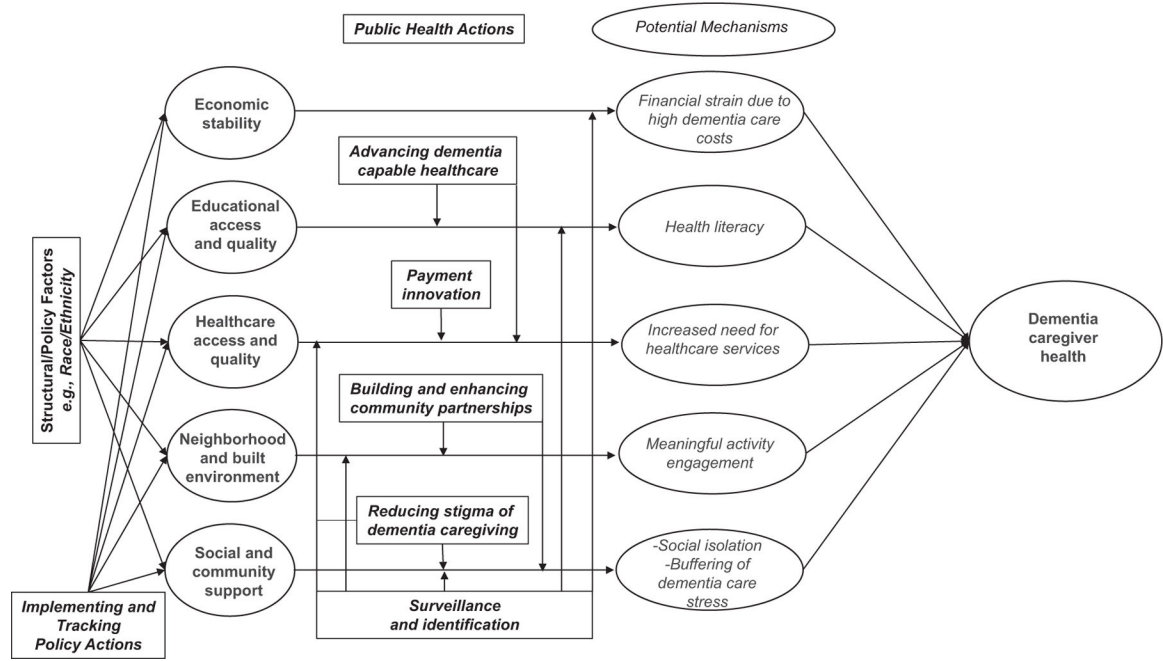 Public Health Actions
Potential Mechanisms
Structural/Policy Factors
e.g., Race/Ethnicity
Implementing and
Tracking
Policy Actions
Economic
stability
Educational
access
and quality
Healthcare
access and
quality
Neighborhood
and built
environment
Social and
community
support
Advancing dementia
capable healthcare
Payment
innovation
Building and enhancing
community partnerships
Reducing stigma of
dementia caregiving
Surveillance
and identification
Financial strain due to
high dementia care
costs
Health literacy
Increased need for
healthcare services
Meaningful activity
engagement
-Social isolation
-Buffering of
dementia care
stress
Dementia
caregiver
health